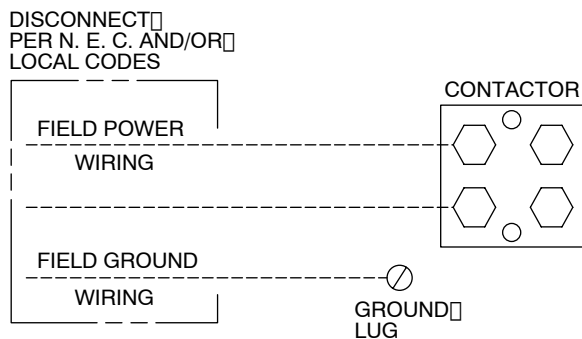 DISCONNECT▯
PER N. E. C. AND/OR▯
LOCAL CODES
CONTACTOR
FIELD POWER
WIRING
FIELD GROUND
WIRING
GROUND▯
LUG